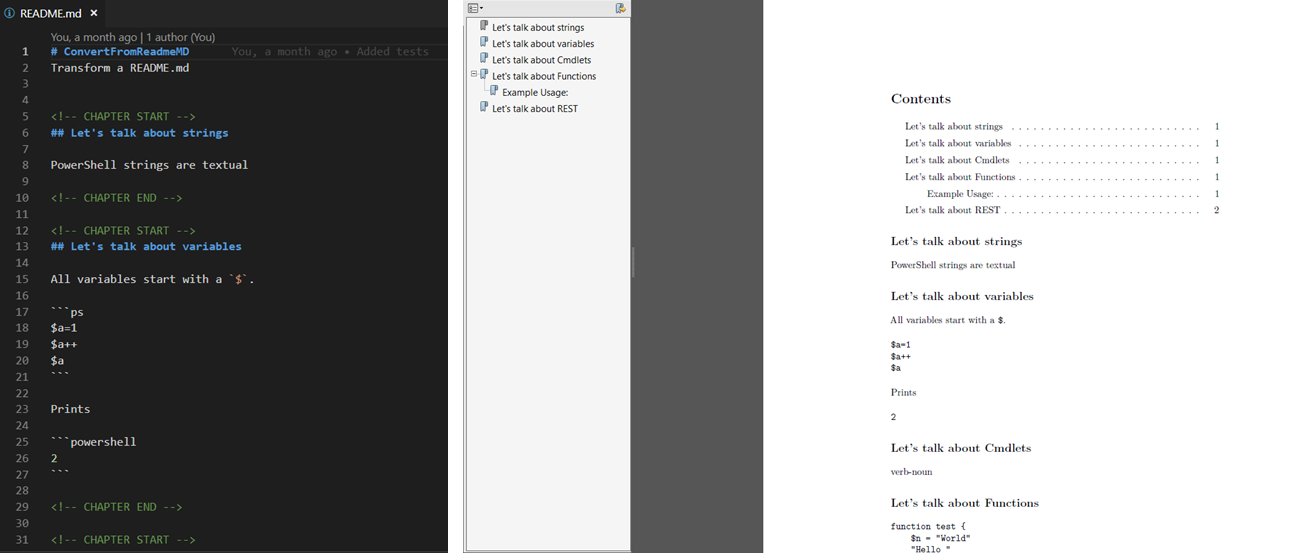 README.md
You, a month ago | 1 author (You)
1 # ConvertFromReadmeMD You, a month ago • Added tests
2 Transform a README.md
3
4
5 <!-- CHAPTER START -->
6 ## Let's talk about strings
7
8 PowerShell strings are textual
9
10 <!-- CHAPTER END -->
11
12 <!-- CHAPTER START -->
13 ## Let's talk about variables
14
15 All variables start with a `$`.
16
17 ```ps
18 $a=1
19 $a++
20 $a
21 ```
22
23 Prints
24
25 ```powershell
26 2
27 ```
28
29 <!-- CHAPTER END -->
30
31 <!-- CHAPTER START -->
Let's talk about strings
Let's talk about variables
Let's talk about Cmdlets
Let's talk about Functions
Example Usage:
Let's talk about REST
Contents
Let's talk about strings . . . . . . . . . . . . . . . . . . . . . . . . . . 1
Let's talk about variables . . . . . . . . . . . . . . . . . . . . . . . . . 1
Let's talk about Cmdlets . . . . . . . . . . . . . . . . . . . . . . . . . 1
Let's talk about Functions . . . . . . . . . . . . . . . . . . . . . . . . . 1
Example Usage: . . . . . . . . . . . . . . . . . . . . . . . . . . . . 1
Let's talk about REST . . . . . . . . . . . . . . . . . . . . . . . . . . . 2
Let's talk about strings
PowerShell strings are textual
Let's talk about variables
All variables start with a $.
$a=1
$a++
$a
Prints
2
Let's talk about Cmdlets
verb-noun
Let's talk about Functions
function test {
$n = "World"
"Hello "